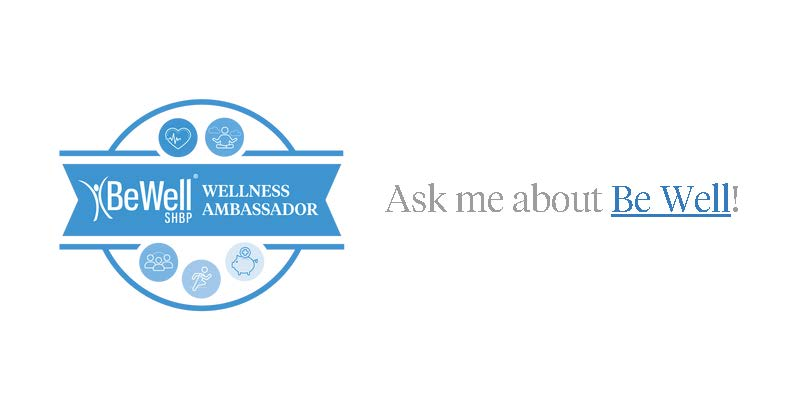 BeWell®
SHBP
WELLNESS
AMBASSADOR
Ask me about Be Well!